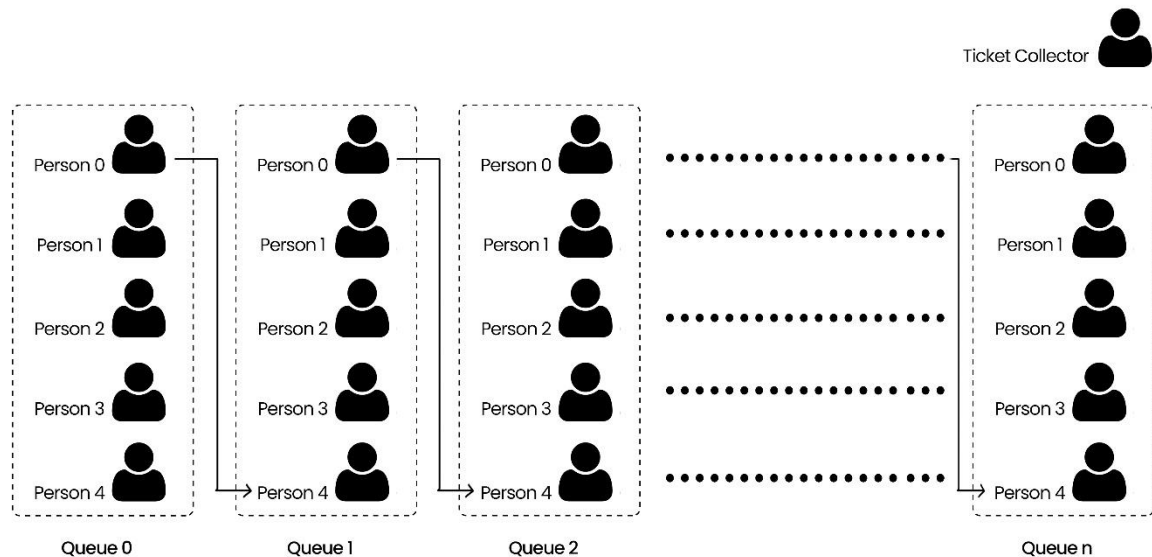 Ticket Collector
Person 0 Person 0 Person 0 Person 0
Person 1 Person 1 Person 1 Person 1
Person 2 Person 2 Person 2 Person 2
Person 3 Person 3 Person 3 Person 3
Person 4 Person 4 Person 4 Person 4
Queue 0 Queue 1 Queue 2 Queue n